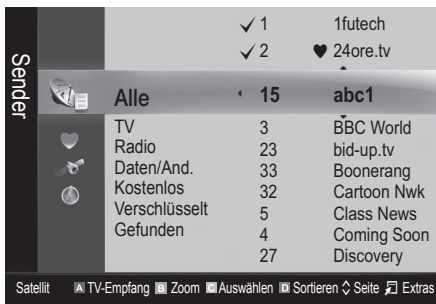 Sender
✓ 1 1futech
✓ 2 ♥ 24ore.tv
Alle 15 abc1
TV 3 BBC World
Radio 23 bid-up.tv
Daten/And. 33 Boonerang
Kostenlos 32 Cartoon Nwk
Verschlüsselt 5 Class News
Gefunden 4 Coming Soon
27 Discovery
Satellit A TV-Empfang B Zoom C Auswählen D Sortieren Seite Extras